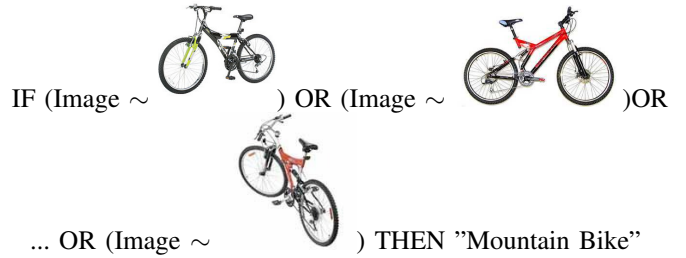 IF (Image ∼ ) OR (Image ∼ )OR
... OR (Image ∼ ) THEN ”Mountain Bike”